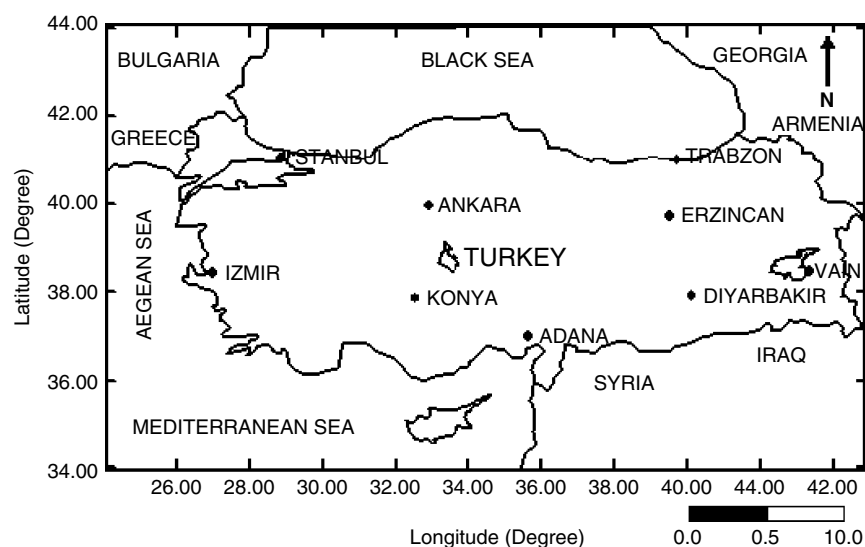 44.00
BULGARIA
BLACK SEA
GEORGIA
N
42.00
ARMENIA
GREECE
ISTANBUL
TRABZON
40.00
ANKARA
ERZINCAN
AEGEAN SEA
IZMIR
TURKEY
VAIN
38.00
KONYA
DIYARBAKIR
ADANA
IRAQ
36.00
SYRIA
MEDITERRANEAN SEA
34.00
Latitude (Degree)
26.00 28.00 30.00 32.00 34.00 36.00 38.00 40.00 44.00 42.00
Longitude (Degree)
0.0 0.5 10.0